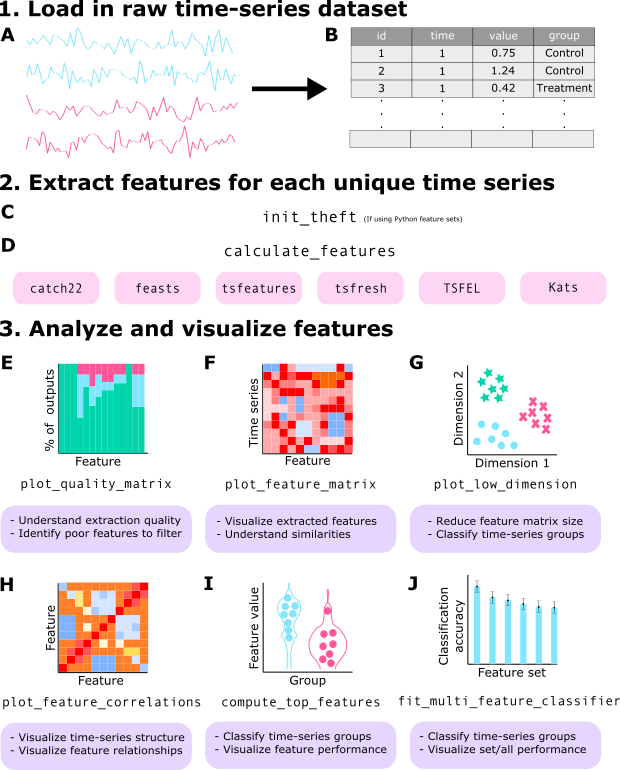 1. Load in raw time-series dataset
A
B
id time value group
1 1 0.75 Control
2 1 1.24 Control
3 1 0.42 Treatment
2. Extract features for each unique time series
C
init_theft (If using Python feature sets)
D
calculate_features
catch22 feasts tsfeatures tsfresh TSFEL Kats
3. Analyze and visualize features
E
% of outputs
Feature
plot_quality_matrix
- Understand extraction quality
- Identify poor features to filter
F
Time series
Feature
plot_feature_matrix
- Visualize extracted features
- Understand similarities
G
Dimension 2
Dimension 1
plot_low_dimension
- Reduce feature matrix size
- Classify time-series groups
H
Feature
Feature
plot_feature_correlations
- Visualize time-series structure
- Visualize feature relationships
I
Feature value
Group
compute_top_features
- Classify time-series groups
- Visualize feature performance
J
Classification
accuracy
Feature set
fit_multi_feature_classifier
- Classify time-series groups
- Visualize set/all performance